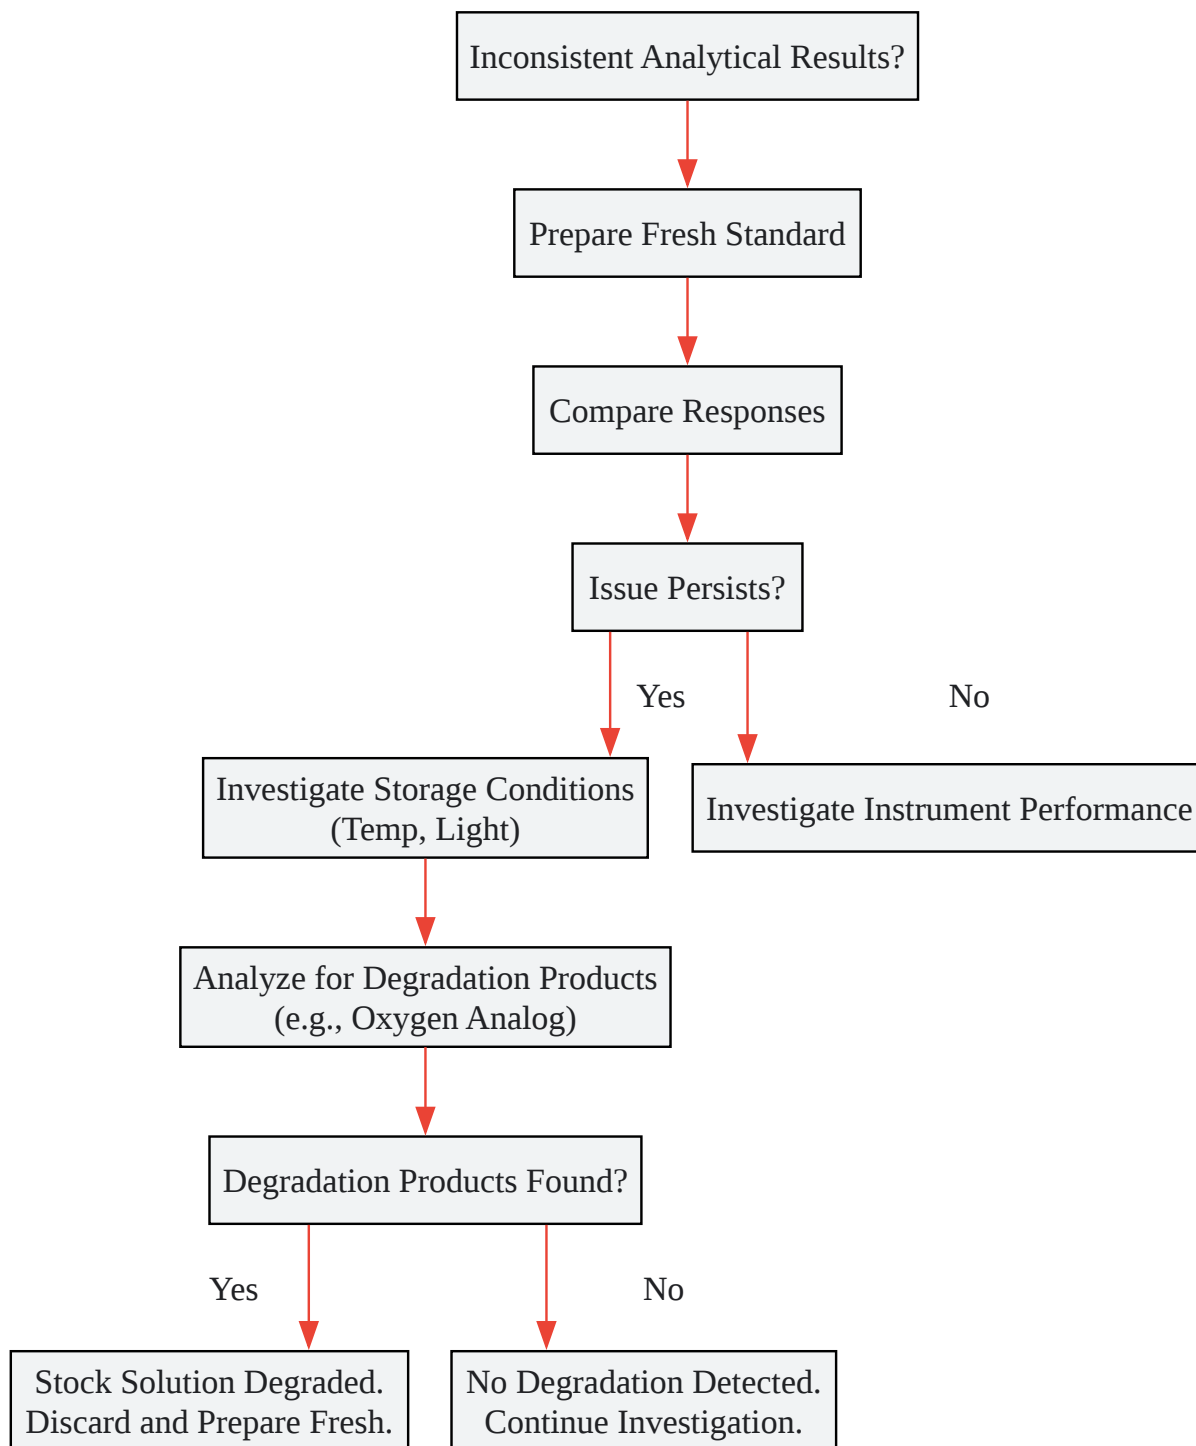 Inconsistent Analytical Results?
Prepare Fresh Standard
Compare Responses
Issue Persists?
Yes
No
Investigate Storage Conditions
(Temp, Light)
Investigate Instrument Performance
Analyze for Degradation Products
(e.g., Oxygen Analog)
Degradation Products Found?
Yes
No
Stock Solution Degraded.
Discard and Prepare Fresh.
No Degradation Detected.
Continue Investigation.